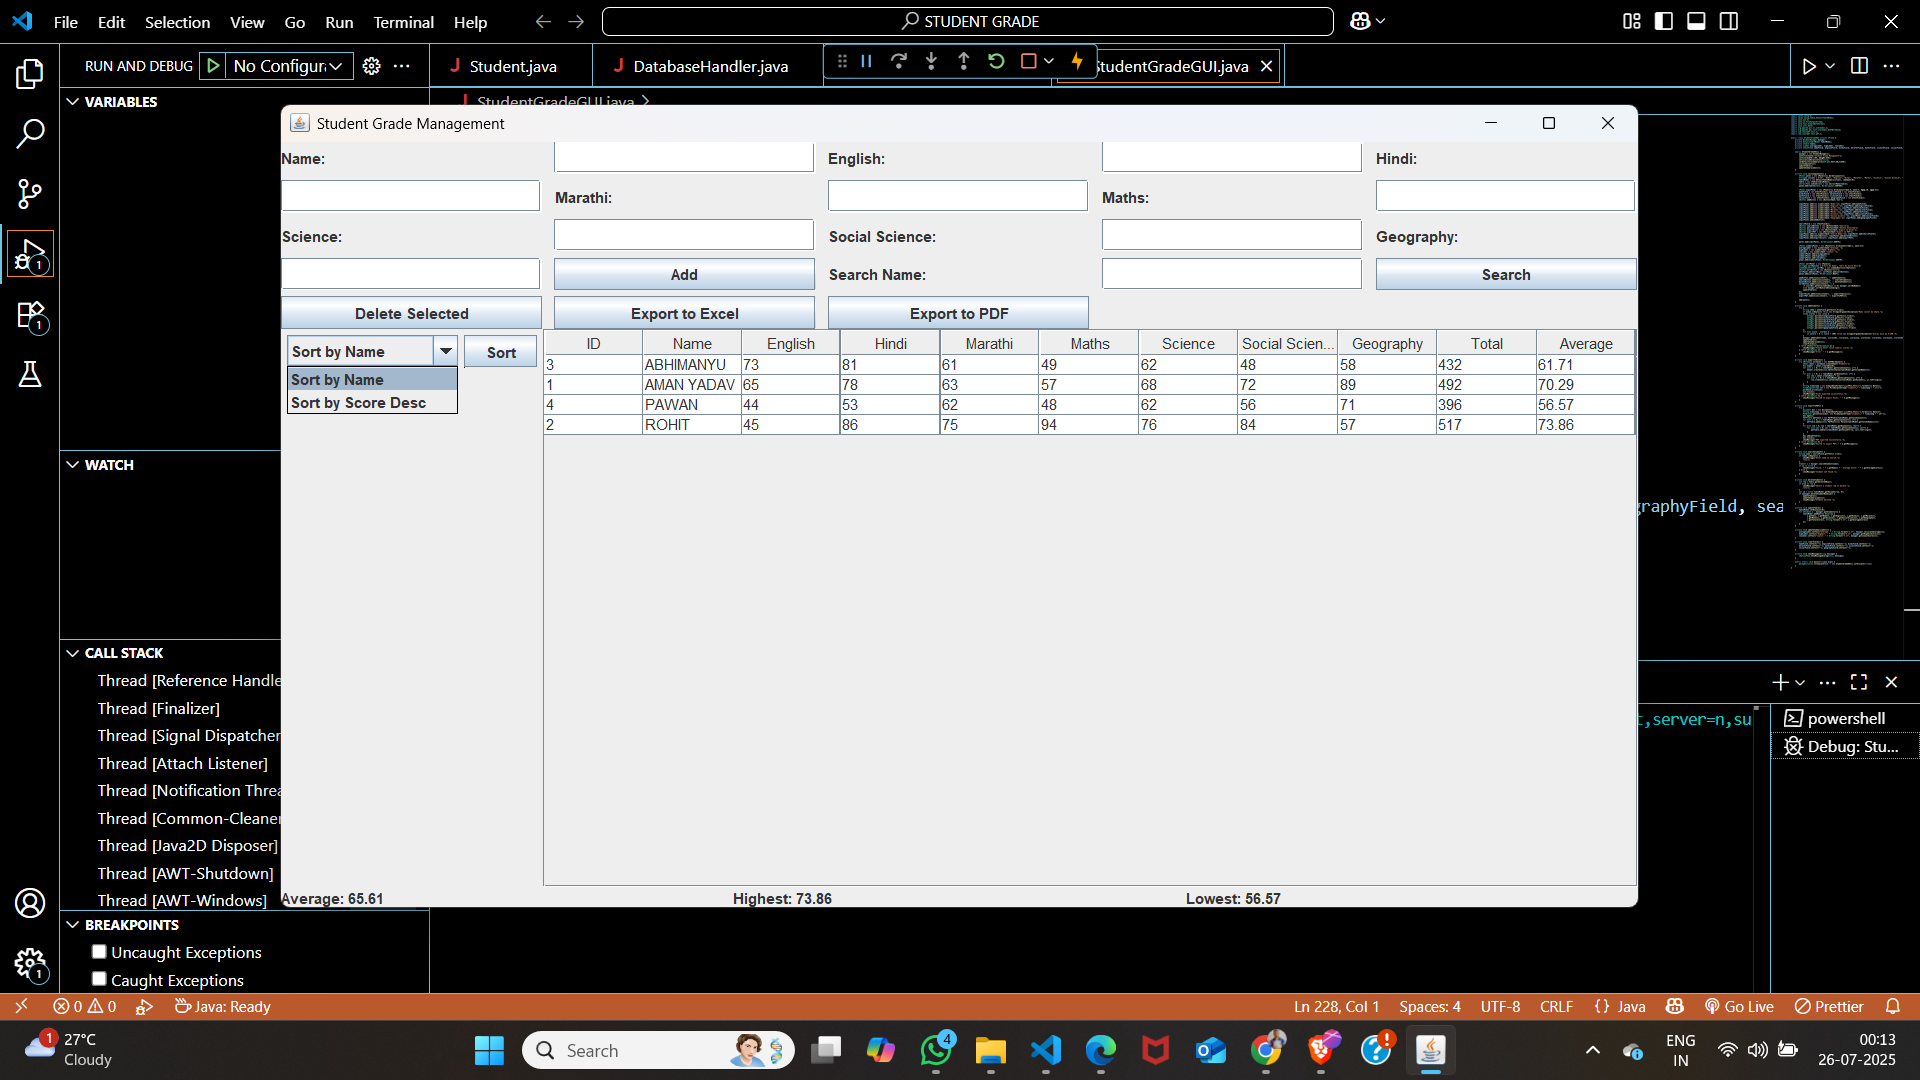 File Edit Selection View Go Run Terminal Help
STUDENT GRADE
RUN AND DEBUG No Configur
Student.java
DatabaseHandler.java
StudentGradeGUI.java
VARIABLES
StudentGradeGUI.java
Student Grade Management
Name: English: Hindi:
Marathi: Maths:
Science: Social Science: Geography:
Add Search Name: Search
Delete Selected Export to Excel Export to PDF
Sort by Name Sort
Sort by Name
Sort by Score Desc
ID Name English Hindi Marathi Maths Science Social Scien... Geography Total Average
3 ABHIMANYU 73 81 61 49 62 48 58 432 61.71
1 AMAN YADAV 65 78 63 57 68 72 89 492 70.29
4 PAWAN 44 53 62 48 62 56 71 396 56.57
2 ROHIT 45 86 75 94 76 84 57 517 73.86
WATCH
raphyField, sea
CALL STACK
Thread [Reference Handle
Thread [Finalizer]
Thread [Signal Dispatcher
Thread [Attach Listener]
Thread [Notification Threa
Thread [Common-Cleaner
Thread [Java2D Disposer]
Thread [AWT-Shutdown]
Thread [AWT-Windows]
t,server=n,su
powershell
Debug: Stu...
Average: 65.61 Highest: 73.86 Lowest: 56.57
BREAKPOINTS
Uncaught Exceptions
Caught Exceptions
1
1
1
0 0 Java: Ready
Ln 228, Col 1 Spaces: 4 UTF-8 CRLF {} Java Go Live Prettier
1
27°C
Cloudy
Search
4
ENG
IN
00:13
26-07-2025